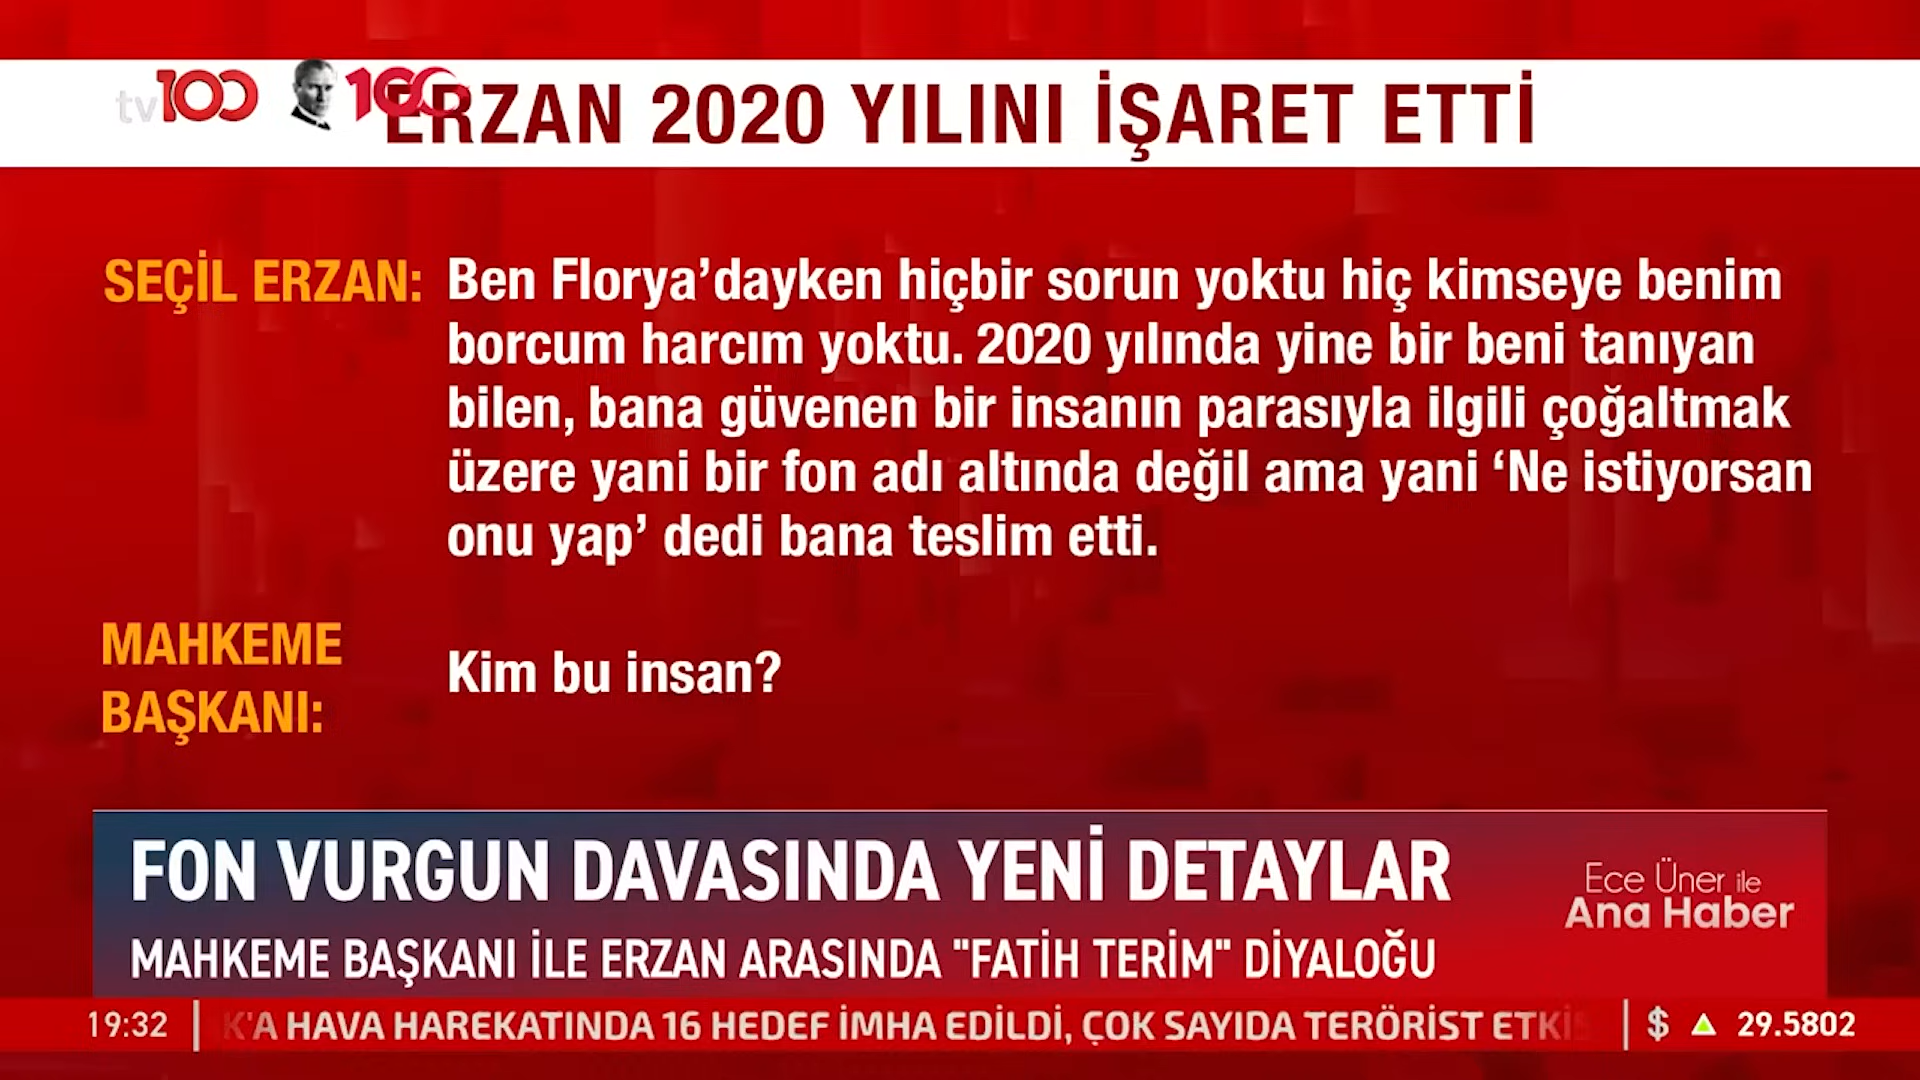 tv100
100
ERZAN 2020 YILINI İŞARET ETTİ
SEÇİL ERZAN:
Ben Florya’dayken hiçbir sorun yoktu hiç kimseye benim
borcum harcım yoktu. 2020 yılında yine bir beni tanıyan
bilen, bana güvenen bir insanın parasıyla ilgili çoğaltmak
üzere yani bir fon adı altında değil ama yani ‘Ne istiyorsan
onu yap’ dedi bana teslim etti.
MAHKEME
BAŞKANI:
Kim bu insan?
FON VURGUN DAVASINDA YENİ DETAYLAR
MAHKEME BAŞKANI İLE ERZAN ARASINDA "FATİH TERİM" DİYALOĞU
Ece Üner ile
Ana Haber
19:32
K'A HAVA HAREKATINDA 16 HEDEF İMHA EDİLDİ, ÇOK SAYIDA TERÖRİST ETKİ
$ 29.5802